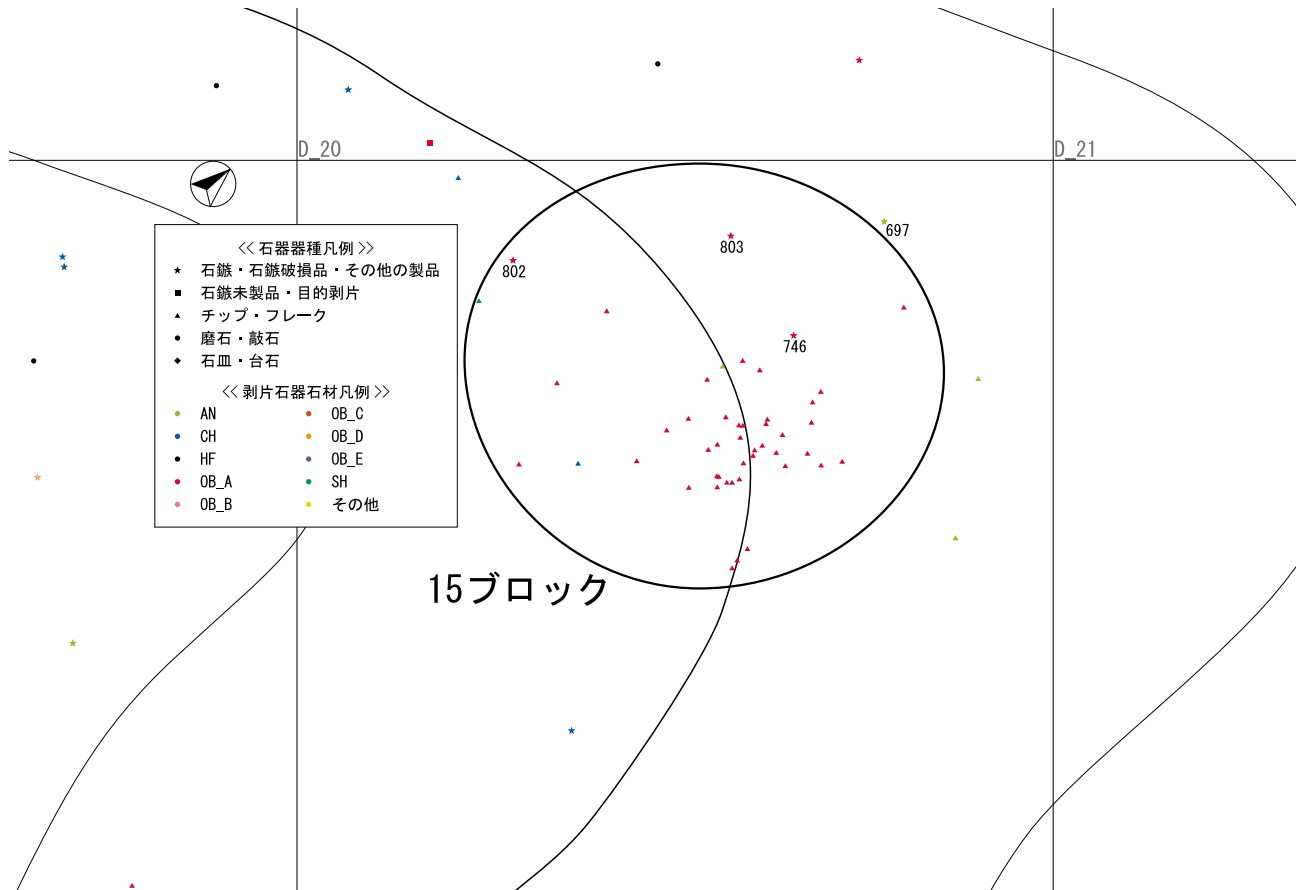 D_20
D_21
697
803
802
746
≪ 石器器種凡例 ≫
石鏃・石鏃破損品・その他の製品
石鏃未製品・目的剥片
チップ・フレーク
磨石・敲石
石皿・台石
≪ 剥片石器石材凡例 ≫
AN
CH
HF
OB_A
OB_B
OB_C
OB_D
OB_E
SH
その他
15ブロック